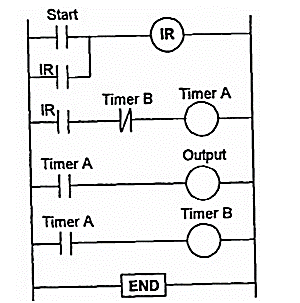 Start
IR
IR
IR
Timer B
Timer A
Timer A
Output
Timer A
Timer B
END